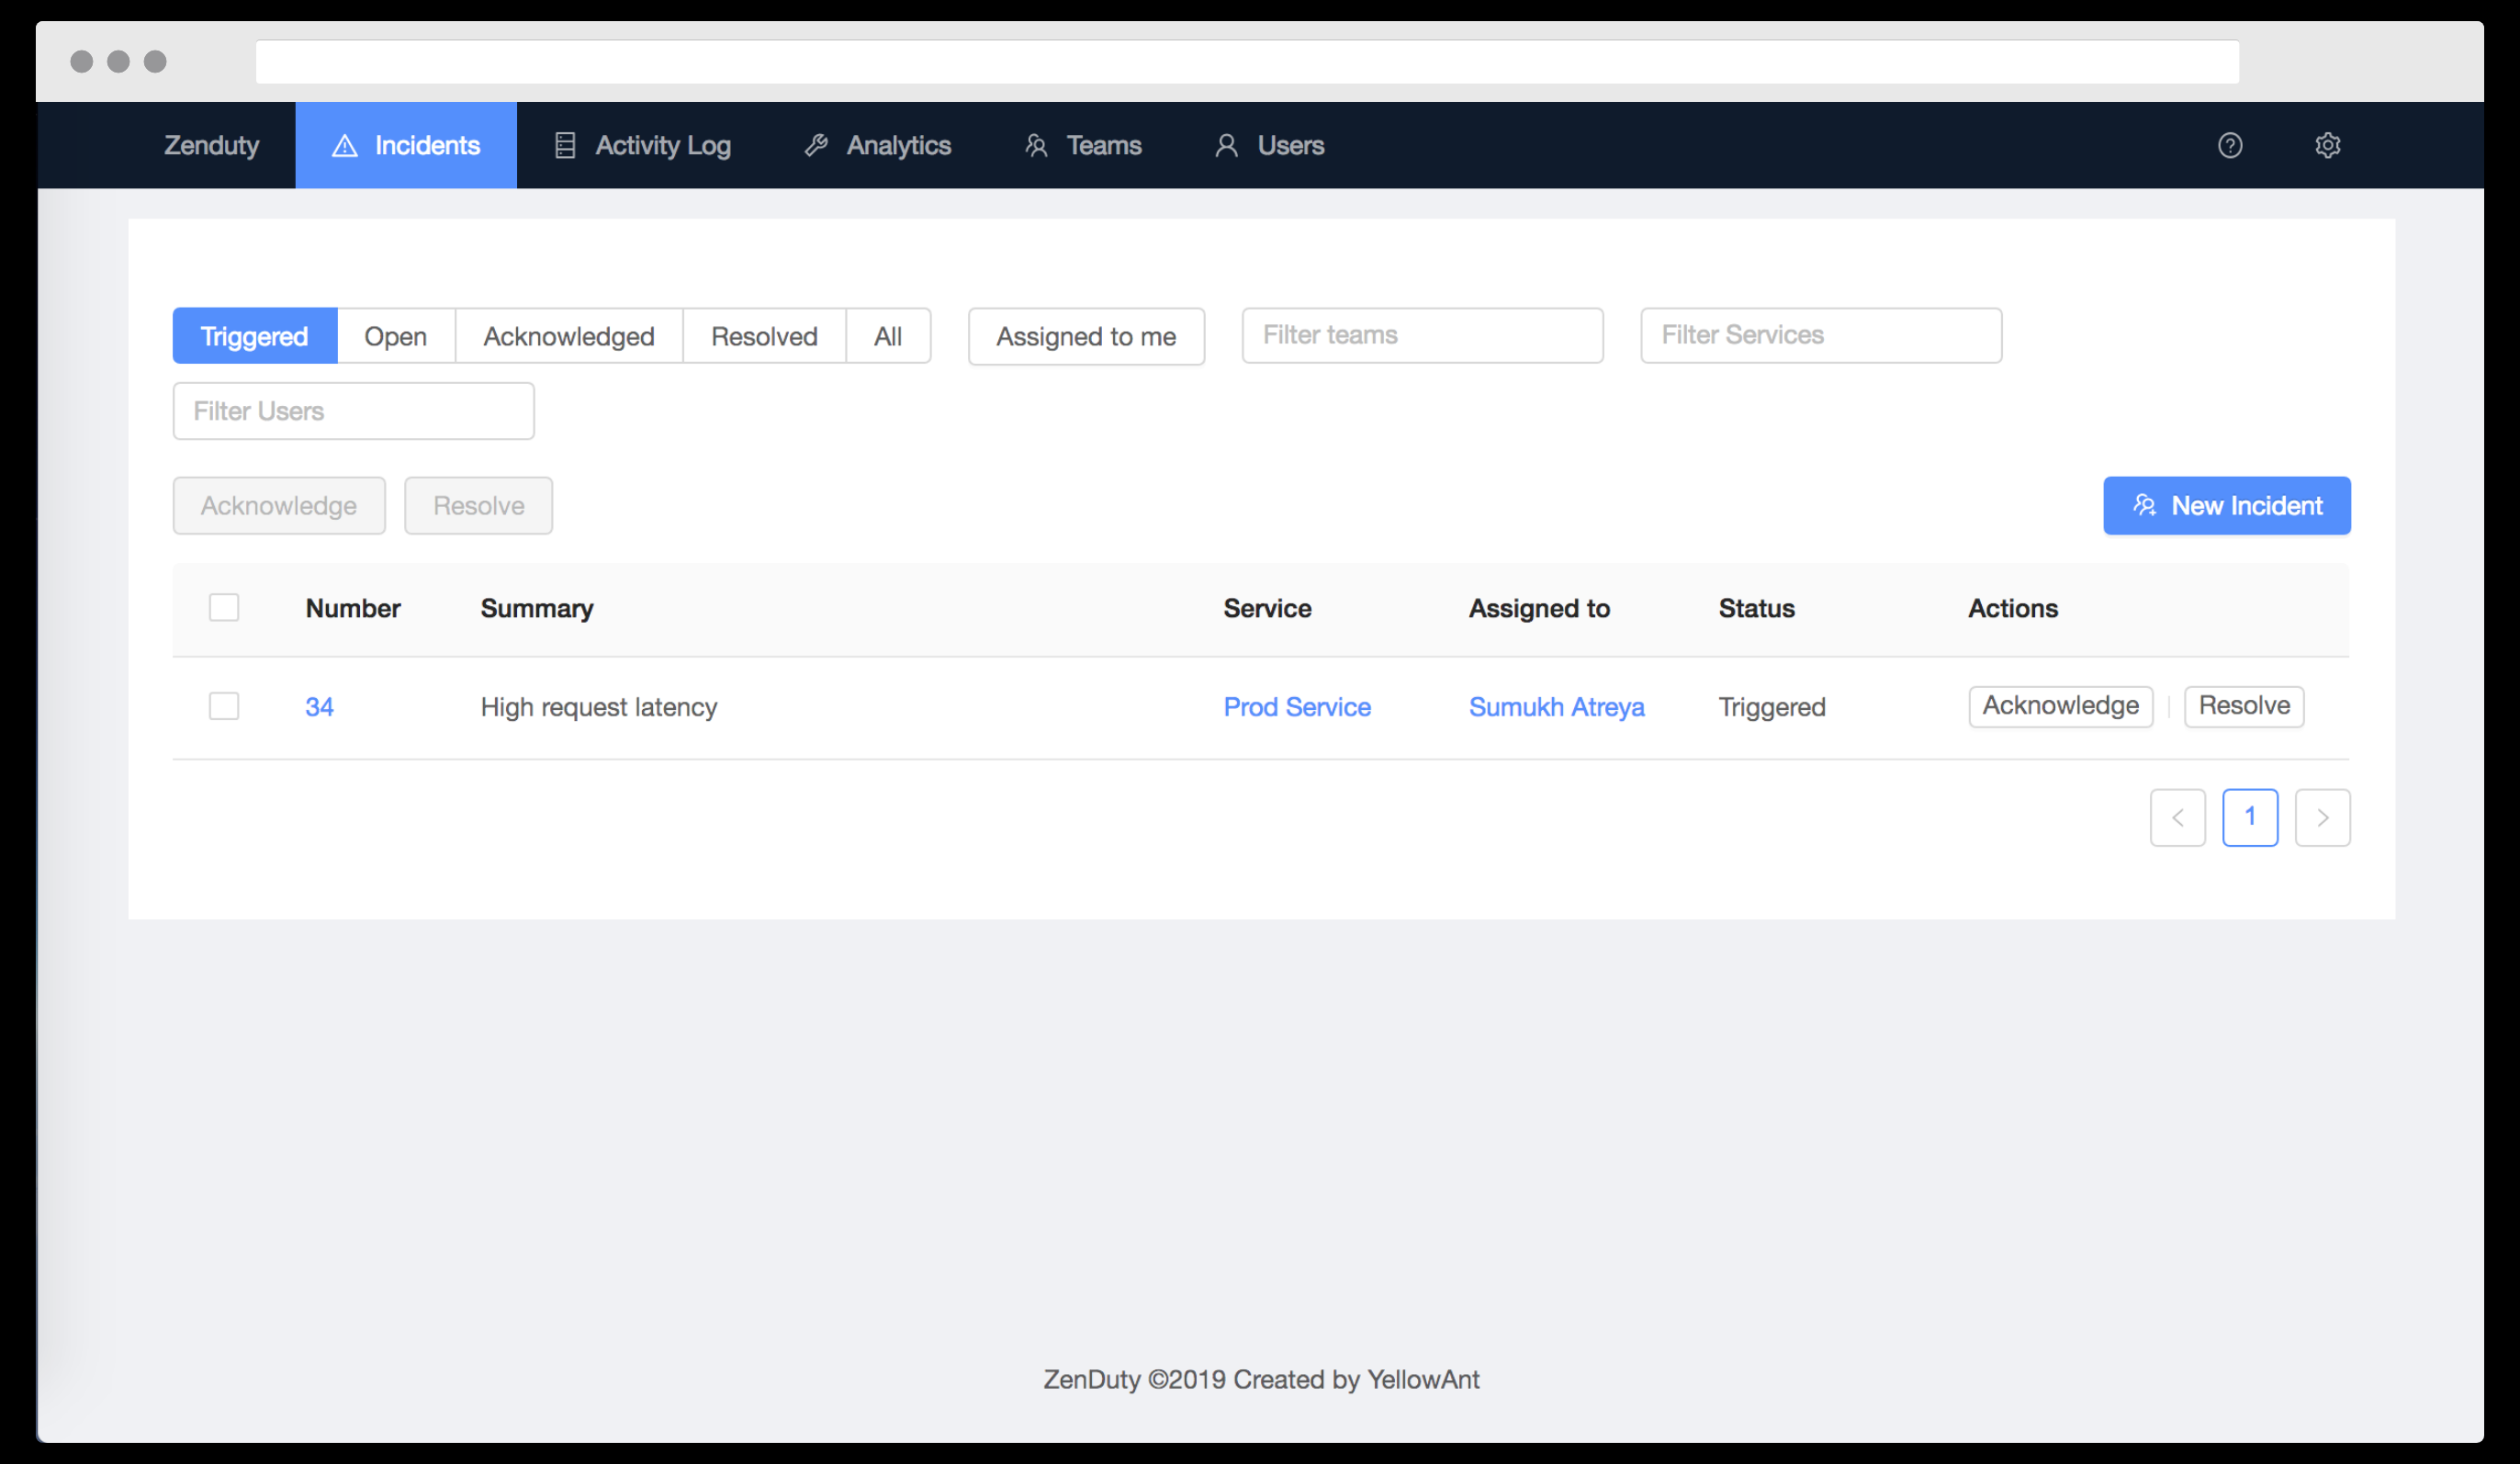 Zenduty Incidents Activity Log Analytics Teams Users
Triggered Open Acknowledged Resolved All Assigned to me Filter teams Filter Services
Filter Users
Acknowledge Resolve New Incident
Number Summary Service Assigned to Status Actions
34 High request latency Prod Service Sumukh Atreya Triggered Acknowledge Resolve
1
ZenDuty ©2019 Created by YellowAnt